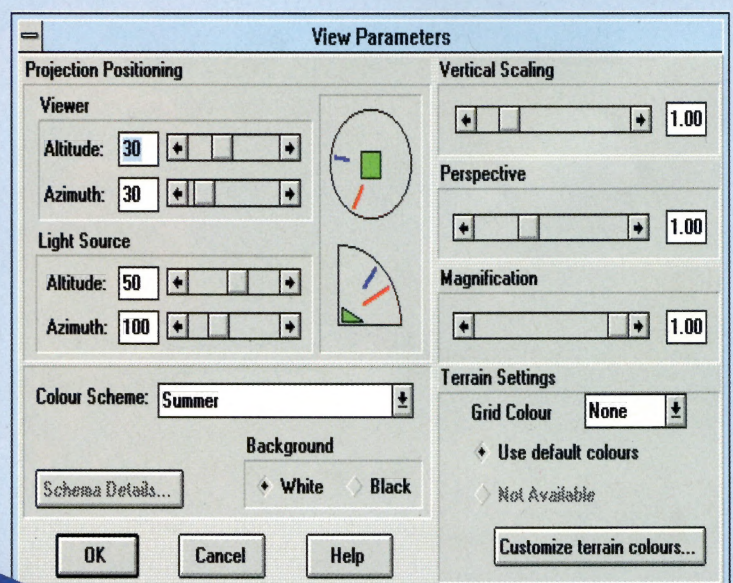 View Parameters
Projection Positioning
Viewer
Altitude: 30
Azimuth: 30
Light Source
Altitude: 50
Azimuth: 100
Vertical Scaling
1.00
Perspective
1.00
Magnification
1.00
Colour Scheme: Summer
Background
White Black
Schema Details...
Terrain Settings
Grid Colour None
Use default colours
Not Available
Customize terrain colours...
OK Cancel Help